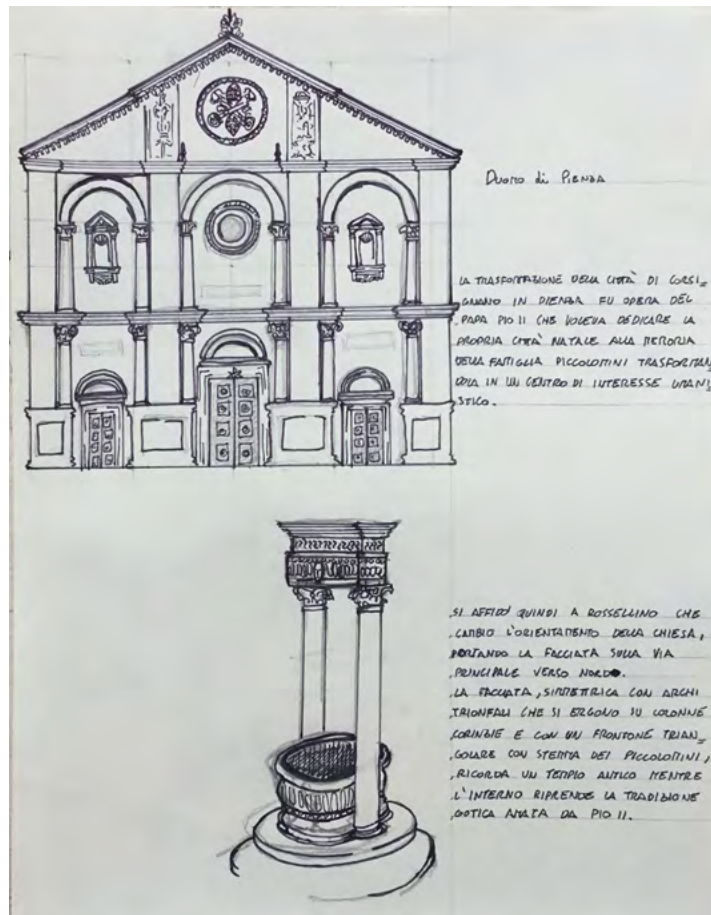 DUOMO di PIENZA
LA TRASFORMAZIONE DELLA CITTÀ DI CORSI=
GNANO IN PIENZA FU OPERA DEL
PAPA PIO II CHE VOLEVA DEDICARE LA
PROPRIA CITTÀ NATALE ALLA MEMORIA
DELLA FAMIGLIA PICCOLOMINI TRASFORMAN=
DOLA IN UN CENTRO DI INTERESSE URBANI=
STICO.
SI AFFIDÒ QUINDI A ROSSELLINO CHE
CAMBIÒ L'ORIENTAMENTO DELLA CHIESA,
PORTANDO LA FACCIATA SULLA VIA
PRINCIPALE VERSO NORD.
LA FACCIATA, SIMMETRICA CON ARCHI
TRIONFALI CHE SI ERGONO SU COLONNE
CORINZIE E CON UN FRONTONE TRIAN=
GOLARE CON STEMMA DEI PICCOLOMINI,
RICORDA UN TEMPIO ANTICO MENTRE
L'INTERNO RIPRENDE LA TRADIZIONE
GOTICA AMATA DA PIO II.